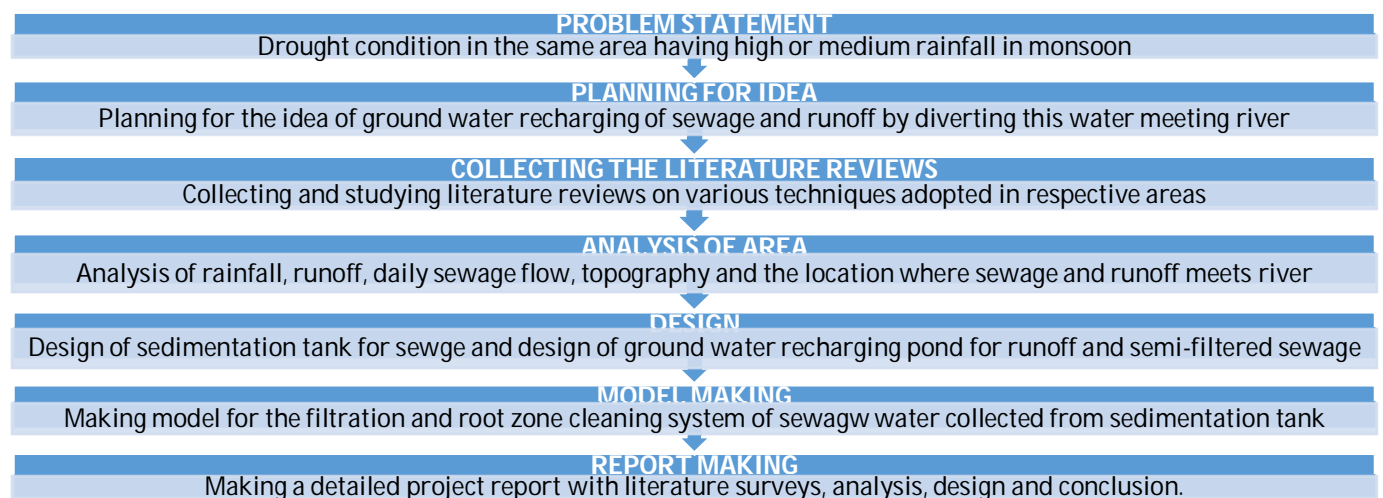 PROBLEM STATEMENT
Drought condition in the same area having high or medium rainfall in monsoon
PLANNING FOR IDEA
Planning for the idea of ground water recharging of sewage and runoff by diverting this water meeting river
COLLECTING THE LITERATURE REVIEWS
Collecting and studying literature reviews on various techniques adopted in respective areas
ANALYSIS OF AREA
Analysis of rainfall, runoff, daily sewage flow, topography and the location where sewage and runoff meets river
DESIGN
Design of sedimentation tank for sewge and design of ground water recharging pond for runoff and semi-filtered sewage
MODEL MAKING
Making model for the filtration and root zone cleaning system of sewagw water collected from sedimentation tank
REPORT MAKING
Making a detailed project report with literature surveys, analysis, design and conclusion.